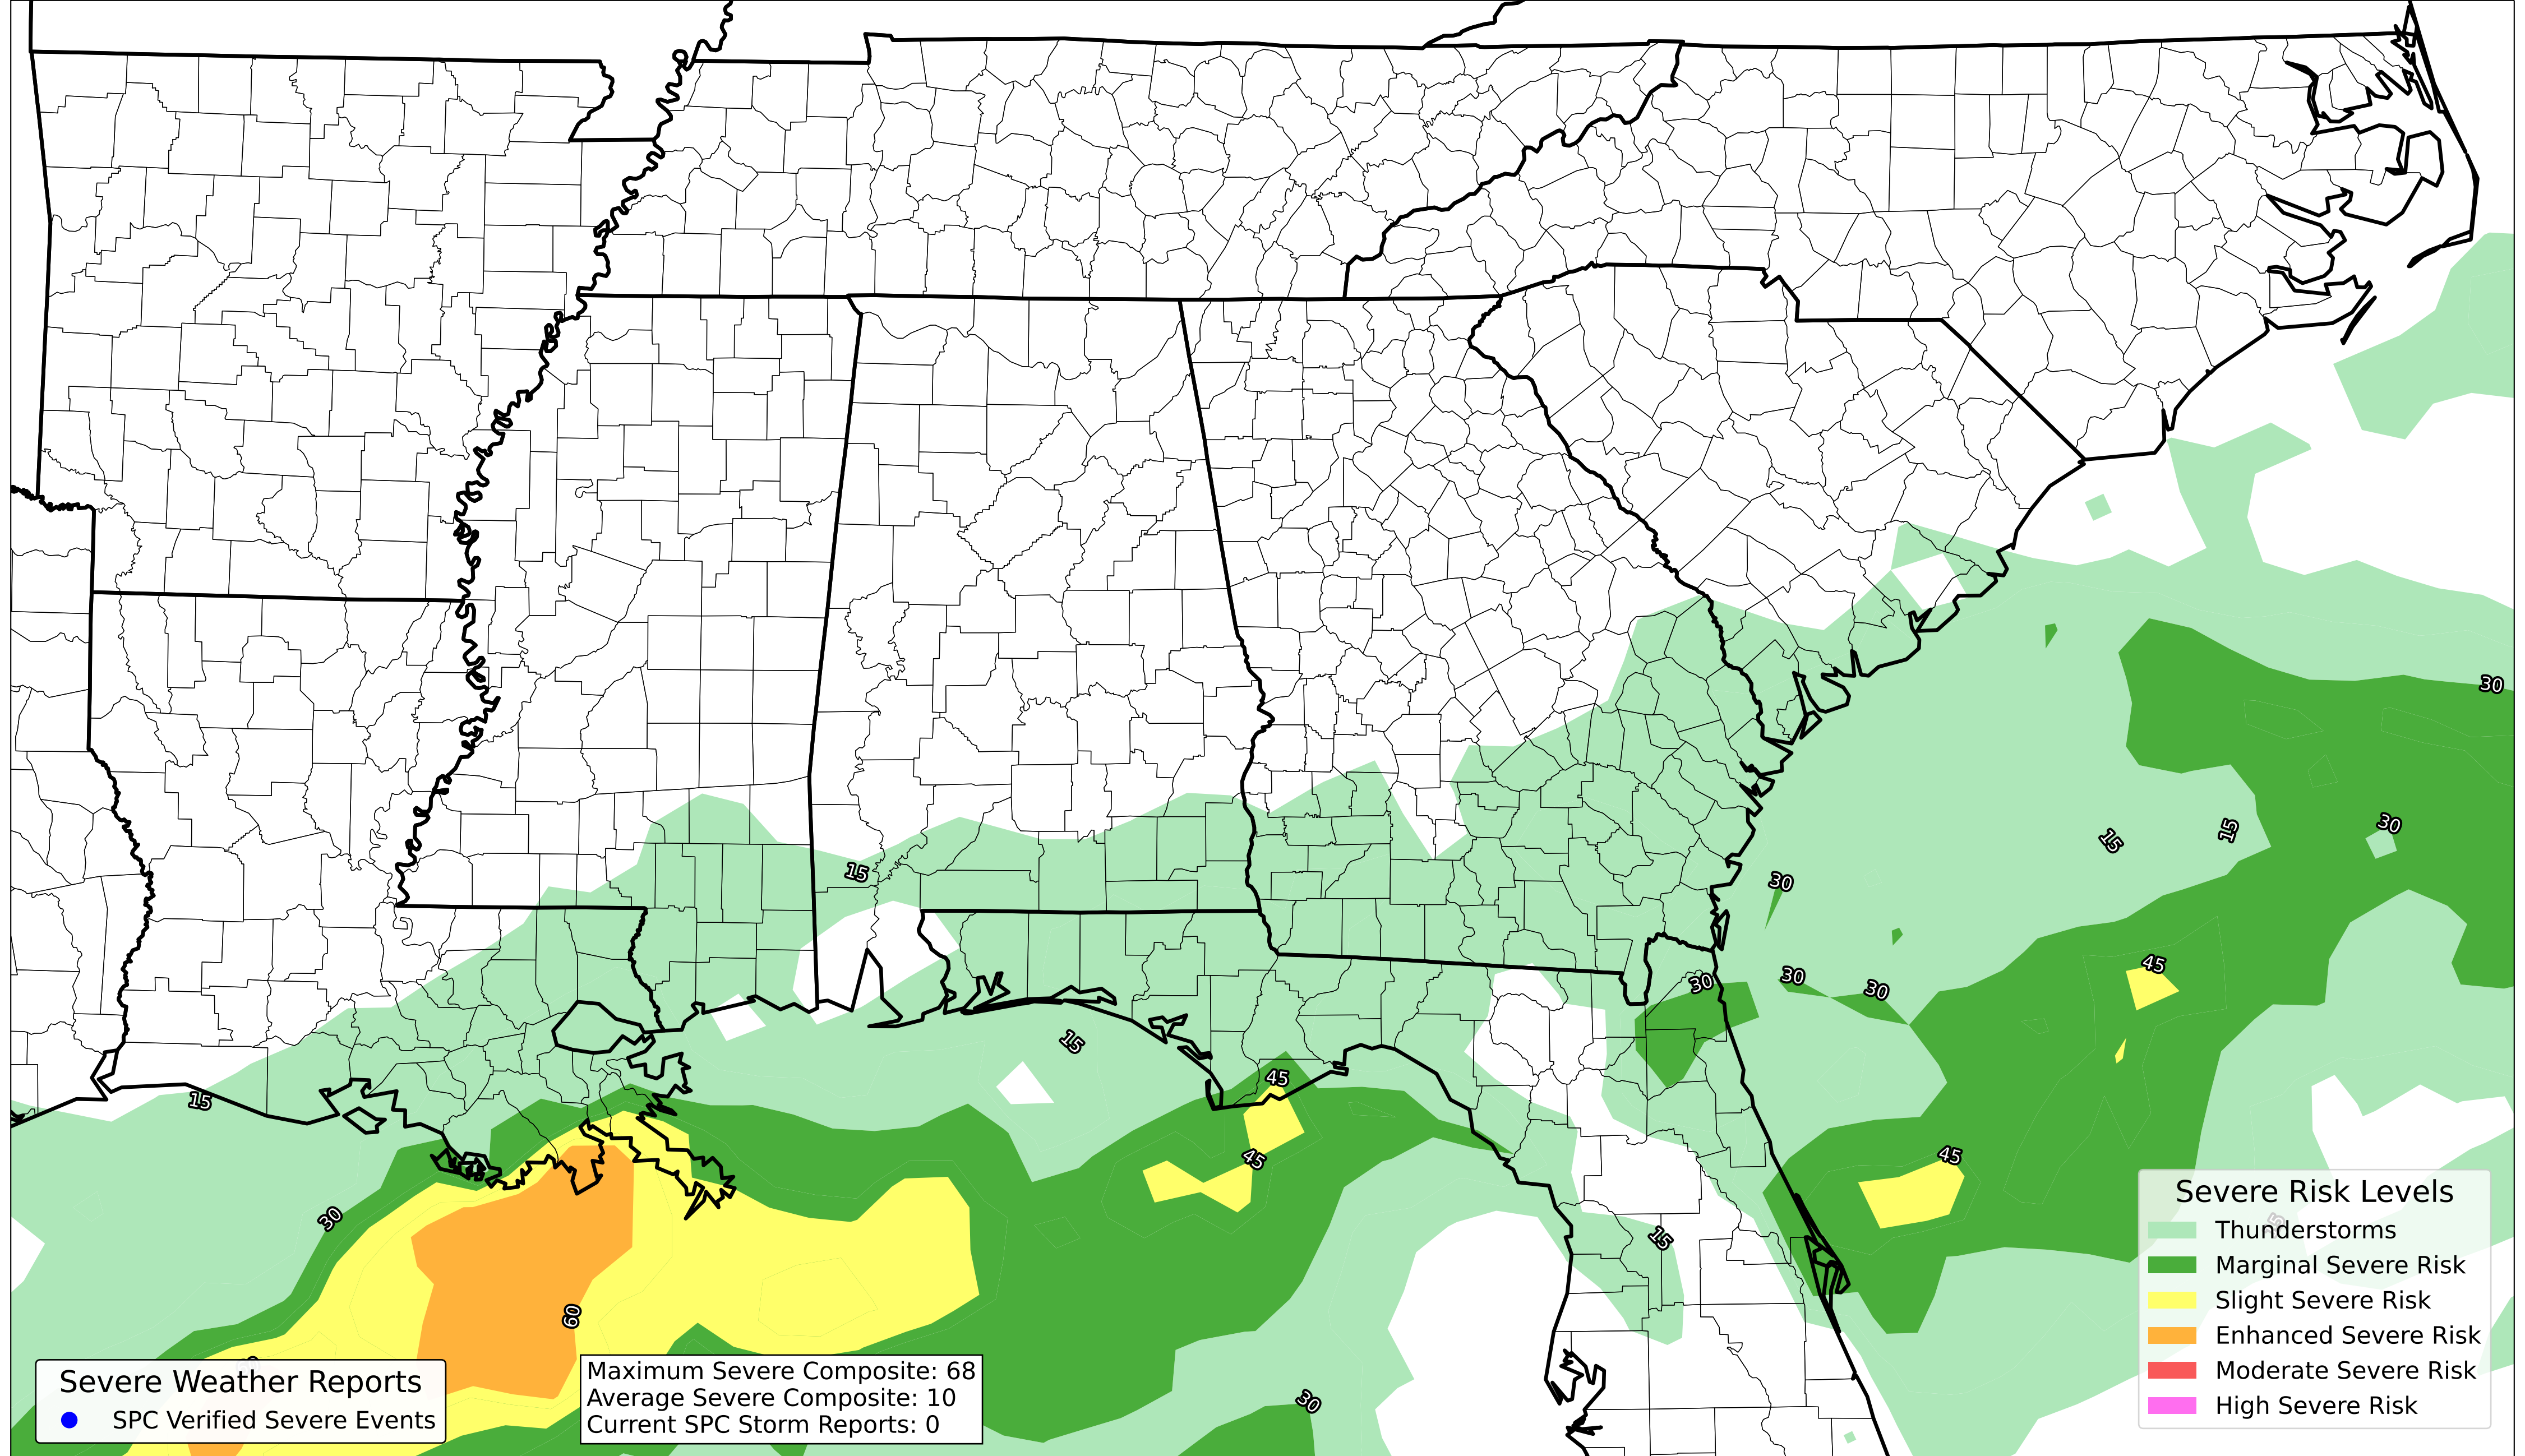 30
30
15
15
15
30
45
30
30
30
15
45
15
45
45
15
30
60
30
Severe Weather Reports
SPC Verified Severe Events
Maximum Severe Composite: 68
Average Severe Composite: 10
Current SPC Storm Reports: 0
Severe Risk Levels
Thunderstorms
Marginal Severe Risk
Slight Severe Risk
Enhanced Severe Risk
Moderate Severe Risk
High Severe Risk